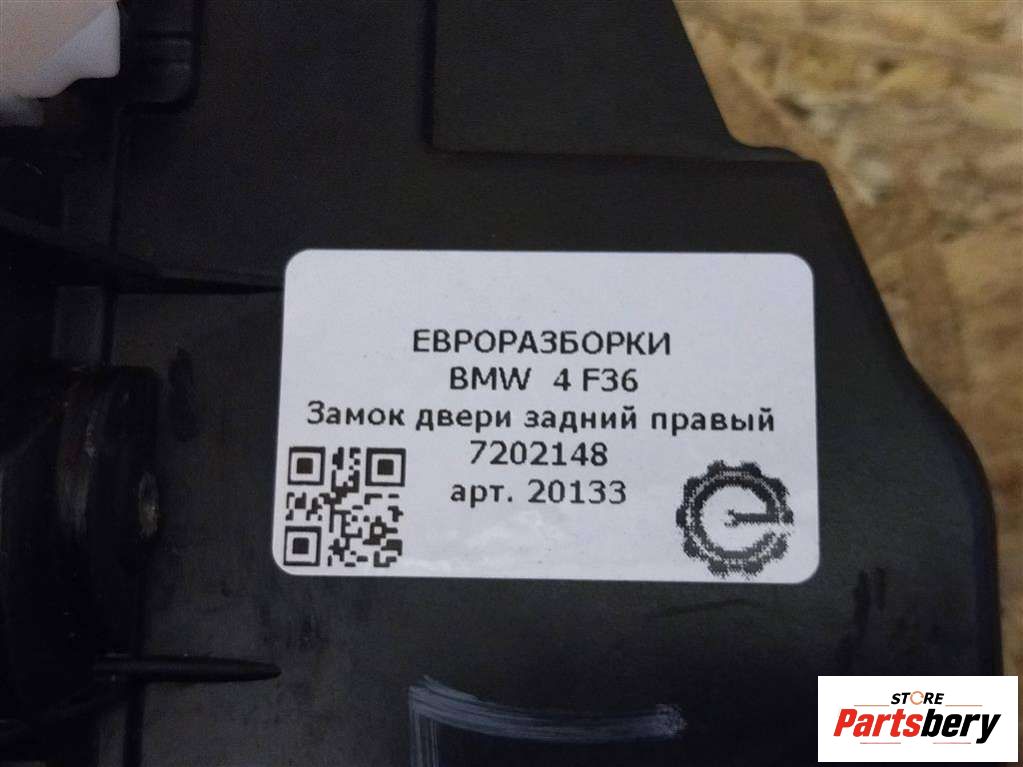 ЕВРОРАЗБОРКИ
BMW 4 F36
Замок двери задний правый
7202148
арт. 20133
STORE
Partsbery